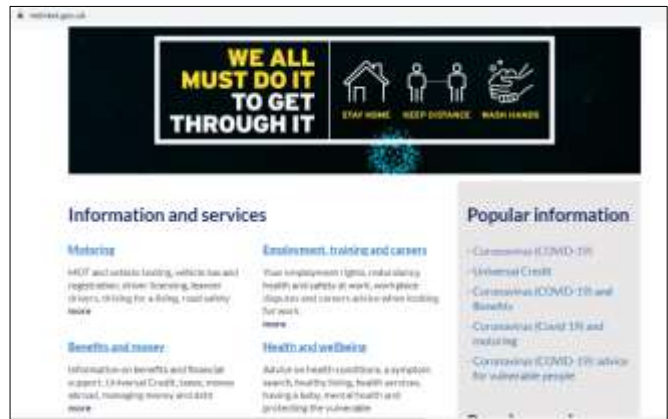 nidirect.gov.uk
WE ALL
MUST DO IT
TO GET
THROUGH IT
STAY HOME KEEP DISTANCE WASH HANDS
Information and services
Motoring
MOT and vehicle testing, vehicle tax and
registration, driver licensing, learner
drivers, driving for a living, road safety
more
Employment, training and careers
Your employment rights, redundancy,
health and safety at work, workplace
disputes and careers advice when looking
for work
more
Benefits and money
Information on benefits and financial
support, Universal Credit, taxes, money
abroad, managing money and debt
more
Health and wellbeing
Advice on health conditions, a symptom
search, healthy living, health services,
having a baby, mental health and
protecting the vulnerable
Popular information
Coronavirus (COVID-19)
Universal Credit
Coronavirus (COVID-19) and
Benefits
Coronavirus (Covid 19) and
motoring
Coronavirus (COVID-19): advice
for vulnerable people